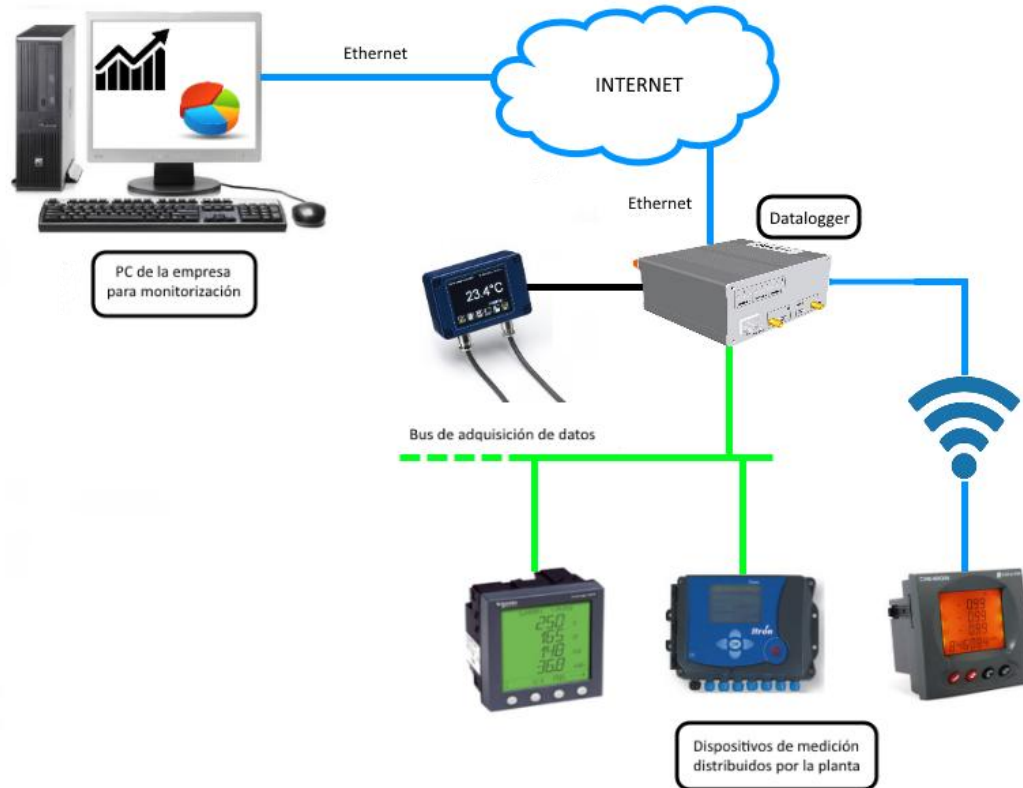 Ethernet
INTERNET
Ethernet
Datalogger
PC de la empresa
para monitorización
23.4°C
Bus de adquisición de datos
Itron
Dispositivos de medición
distribuidos por la planta